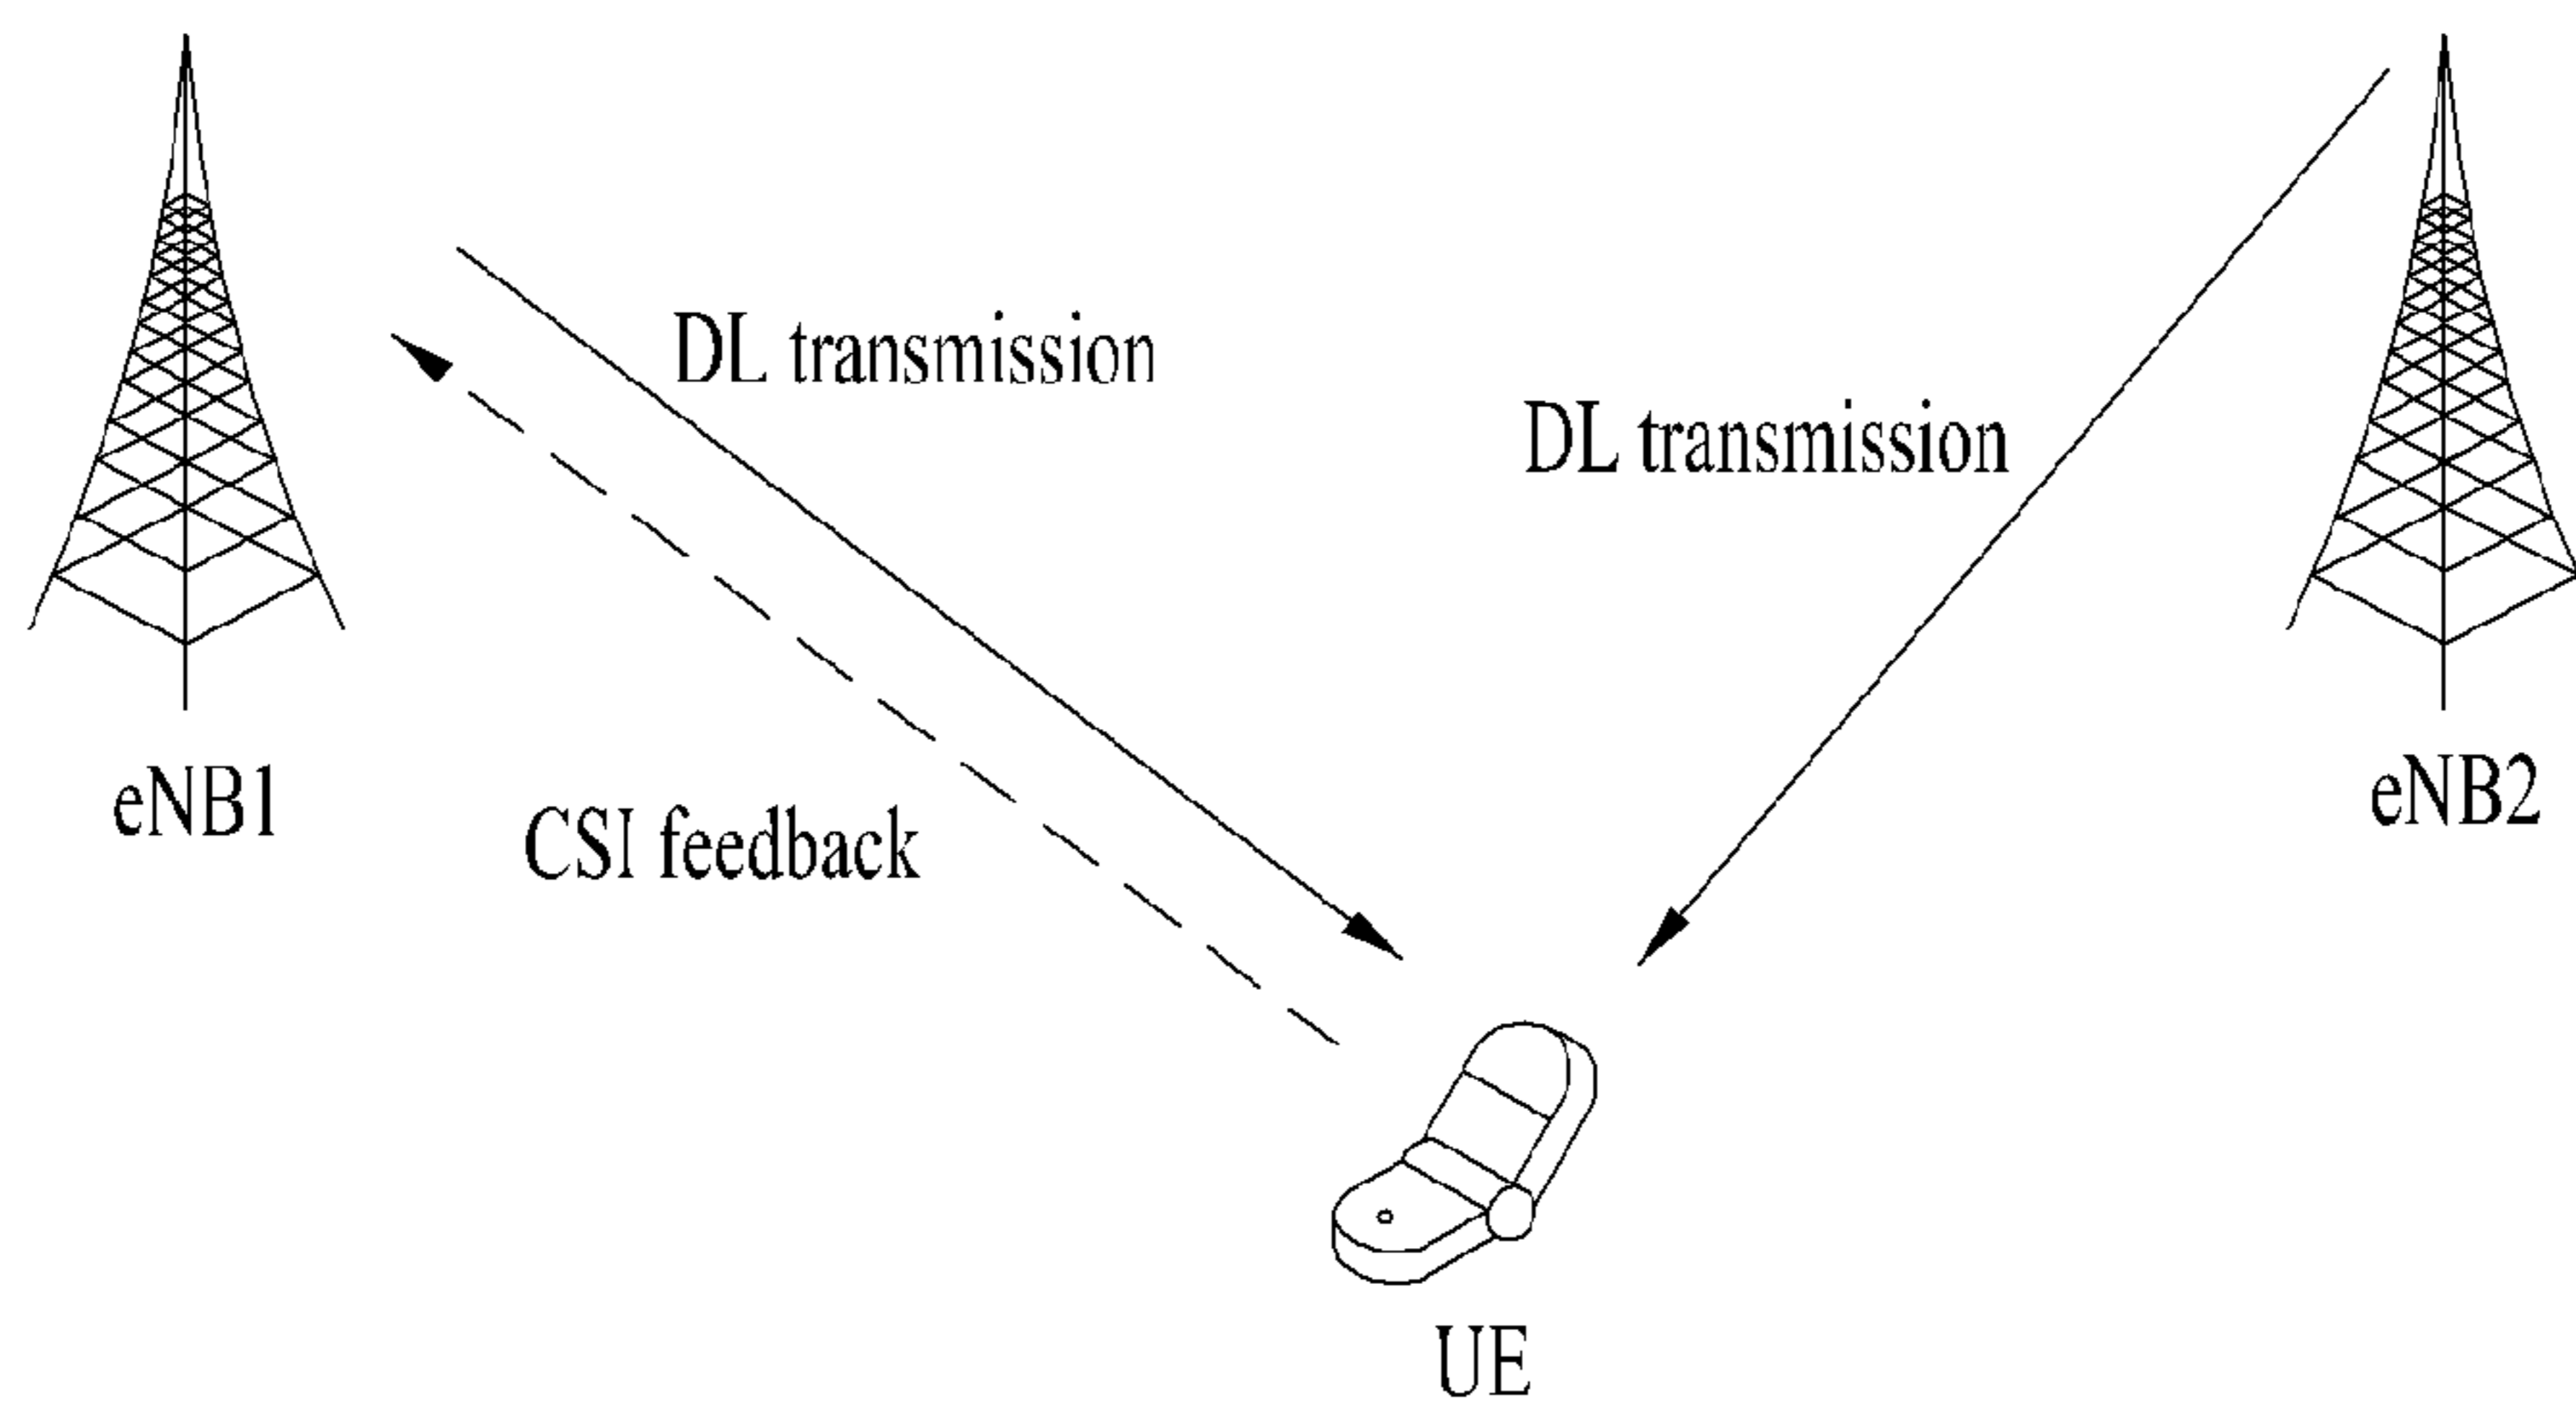 DL transmission
DL transmission
eNB1
eNB2
CSI feedback
UE